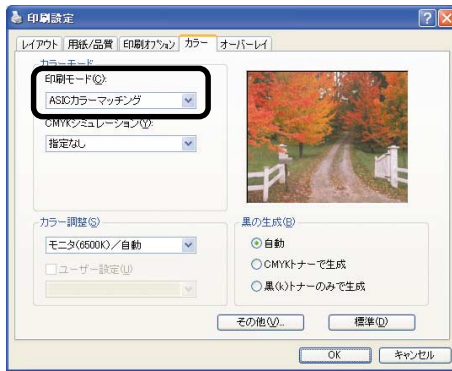 印刷設定
レイアウト 用紙/品質 印刷ｵﾌﾟｼｮﾝ カラー オーバーレイ
カラーモード
印刷モード(C):
ASICカラーマッチング
CMYKシミュレーション(Y):
指定なし
カラー調整(S)
モニタ(6500K)/自動
ユーザー設定(U)
黒の生成(B)
自動
CMYKトナーで生成
黒(k)トナーのみで生成
その他(V)... 標準(D)
OK キャンセル